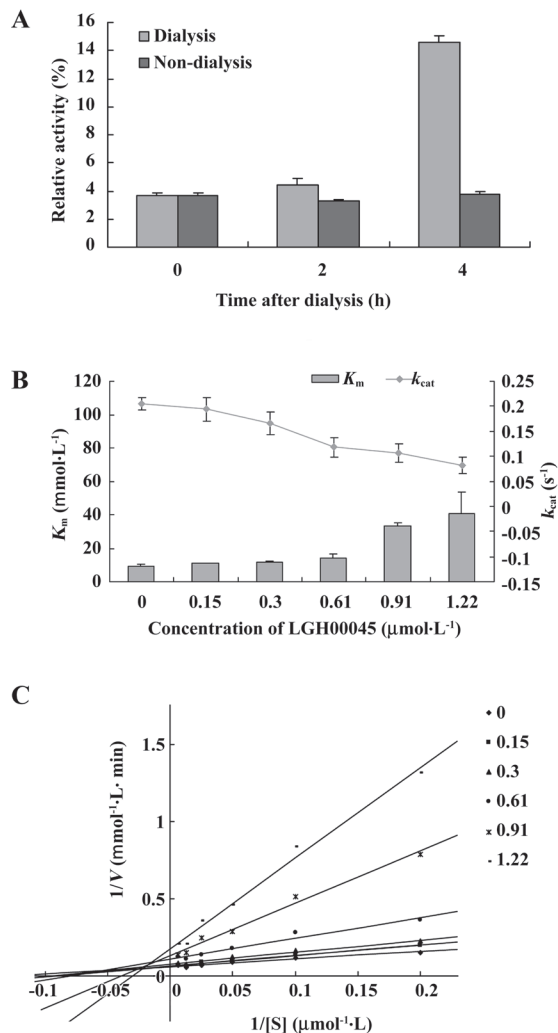 A
16
14
12
10
8
6
4
2
0
Relative activity (%)
Dialysis
Non-dialysis
0 2 4
Time after dialysis (h)
B
Km kcat
120
100
80
60
40
20
0
Km (mmol·L-1)
0.25
0.2
0.15
0.1
0.05
0
-0.05
-0.1
-0.15
kcat (s-1)
0 0.15 0.3 0.61 0.91 1.22
Concentration of LGH00045 (μmol·L-1)
C
1/V (mmol-1·L· min)
1.5
1
0.5
0
-0.1 -0.05 0 0.05 0.1 0.15 0.2
1/[S] (μmol-1·L)
0
0.15
0.3
0.61
0.91
1.22